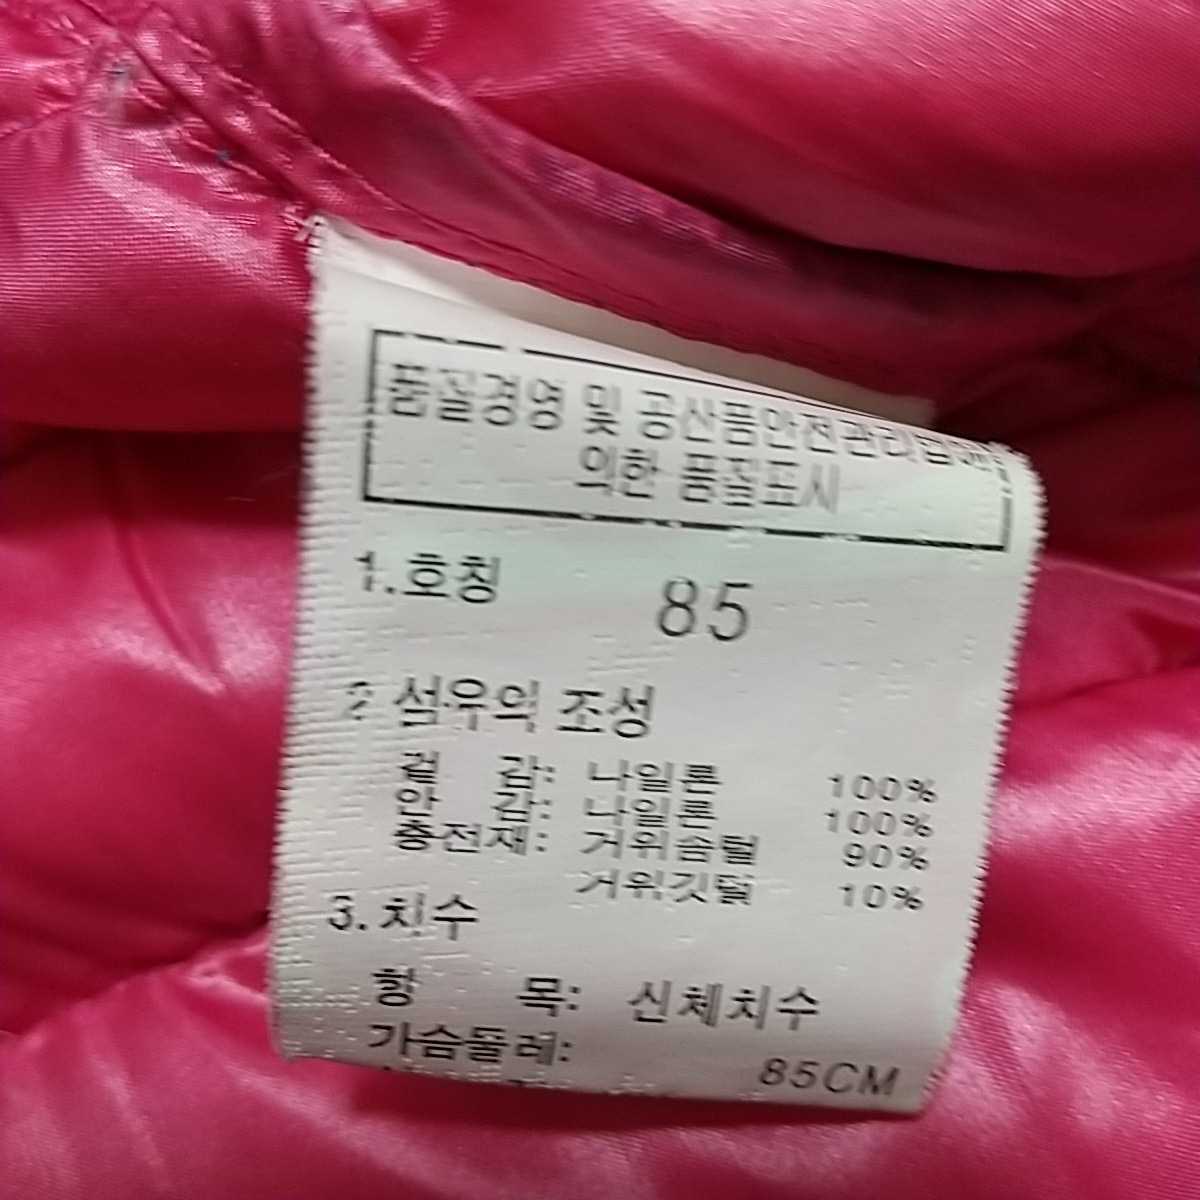 품질경영 및 공산품안전관리법에
의한 품질표시
1.호칭 85
2 섬유의 조성
겉 감: 나일론 100%
안 감: 나일론 100%
충전재: 거위솜털 90%
거위깃털 10%
3.치수
항 목: 신체치수
가슴둘레: 85CM